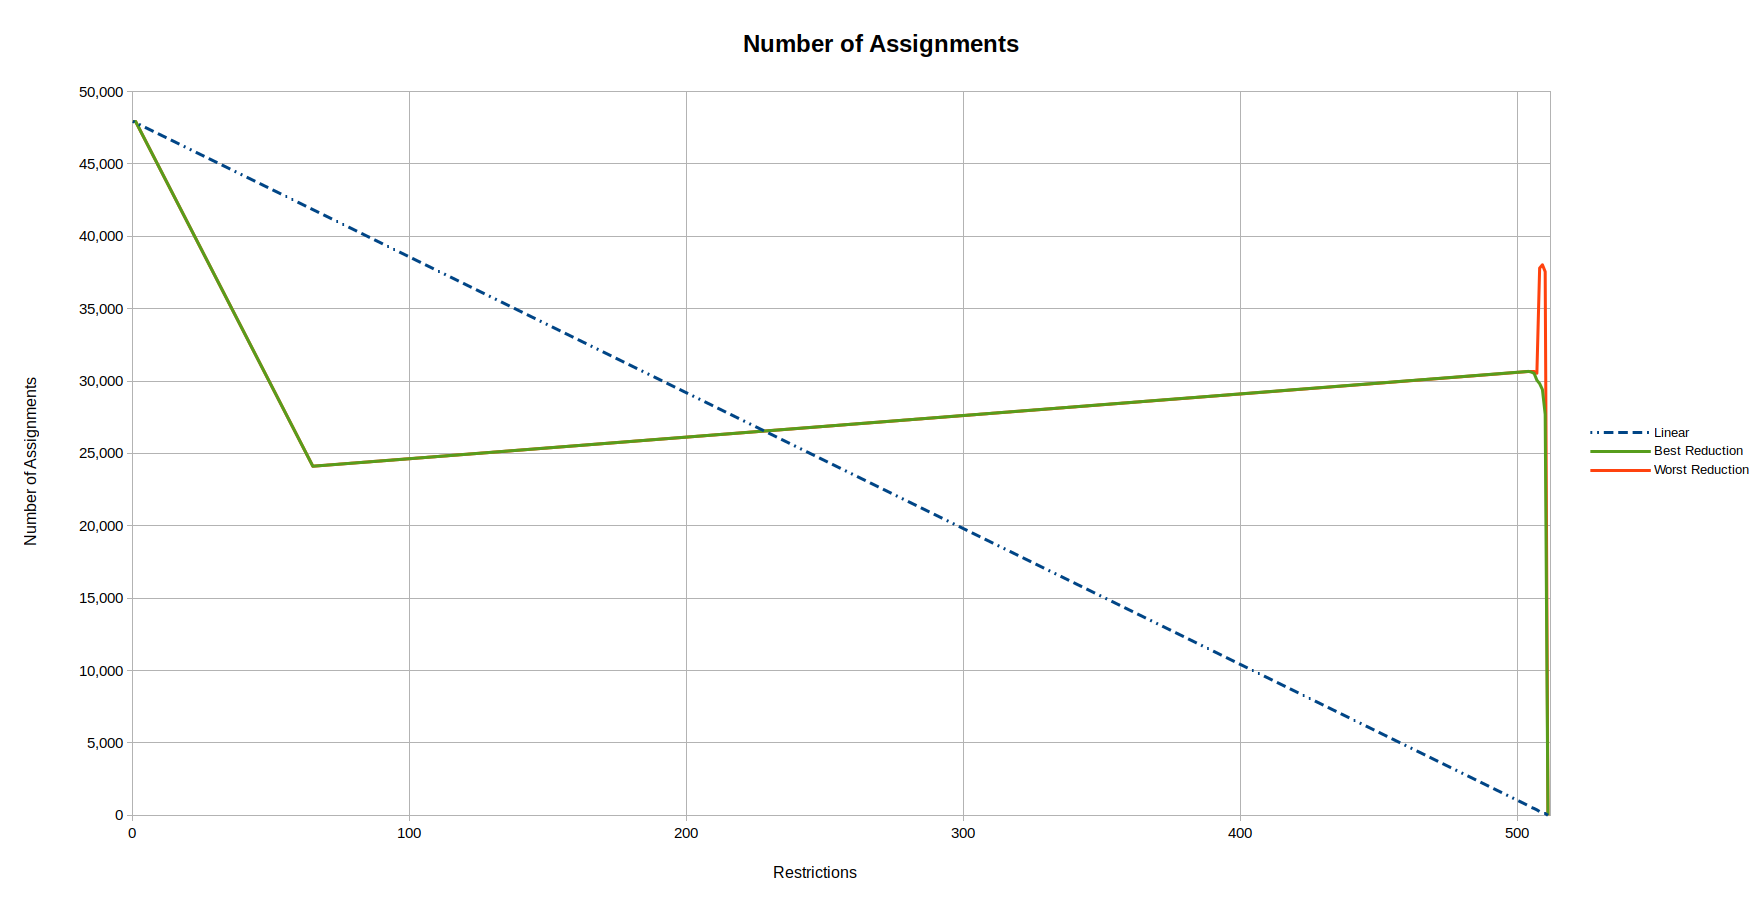 Number of Assignments
50,000
45,000
40,000
35,000
30,000
25,000
20,000
15,000
10,000
5,000
0
Number of Assignments
0 100 200 300 400 500
Restrictions
Linear
Best Reduction
Worst Reduction